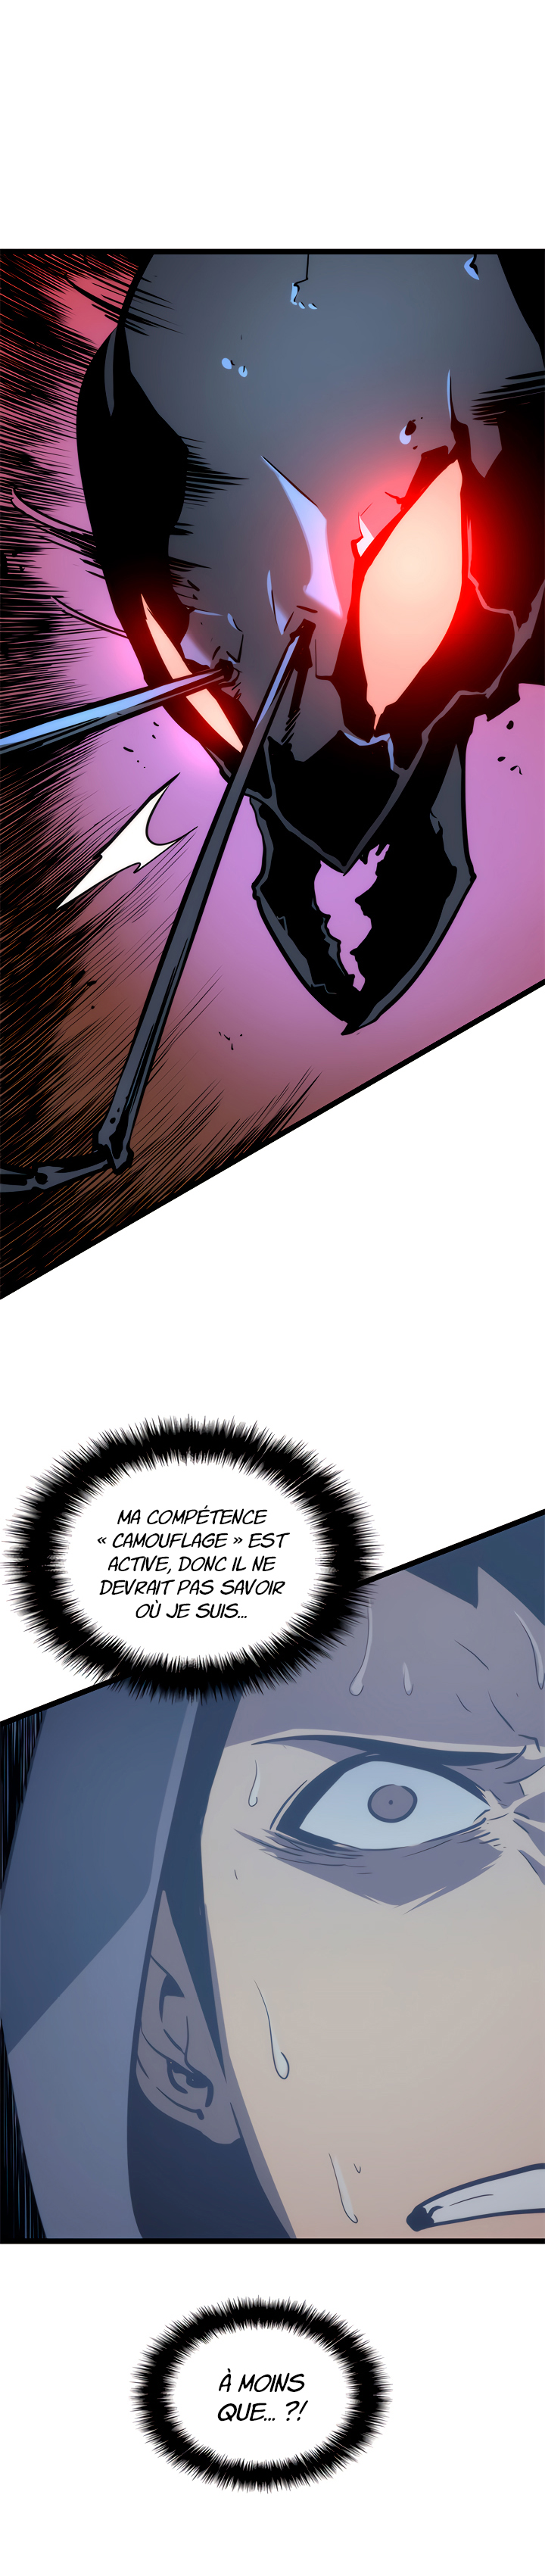 MA COMPÉTENCE
« CAMOUFLAGE » EST
ACTIVE, DONC IL NE
DEVRAIT PAS SAVOIR
OÙ JE SUIS...
À MOINS
QUE... ?!